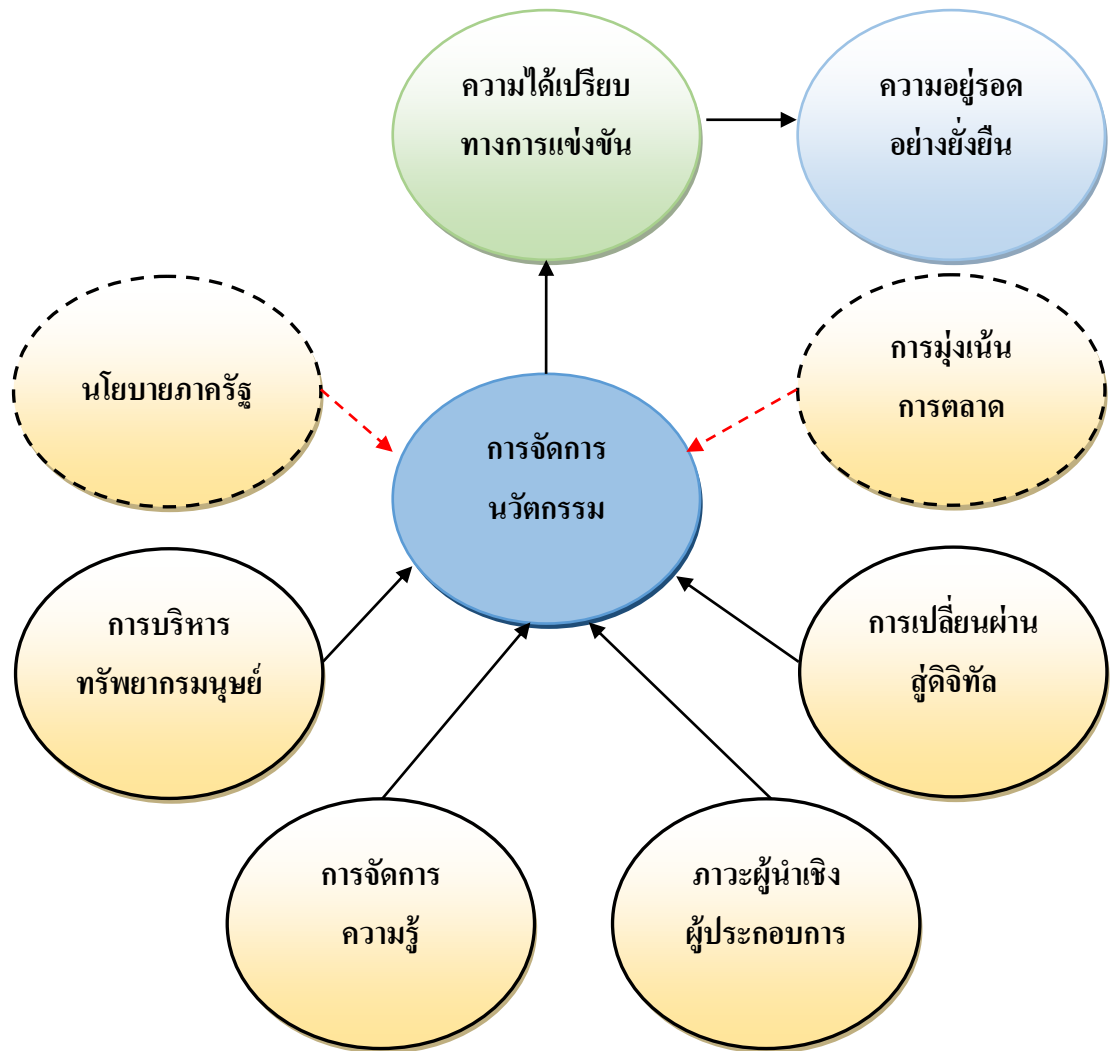 ความได้เปรียบ
ทางการแข่งขัน
ความอยู่รอด
อย่างยั่งยืน
นโยบายภาครัฐ
การมุ่งเน้น
การตลาด
การจัดการ
นวัตกรรม
การบริหาร
ทรัพยากรมนุษย์
การเปลี่ยนผ่าน
สู่ดิจิทัล
การจัดการ
ความรู้
ภาวะผู้นำเชิง
ผู้ประกอบการ